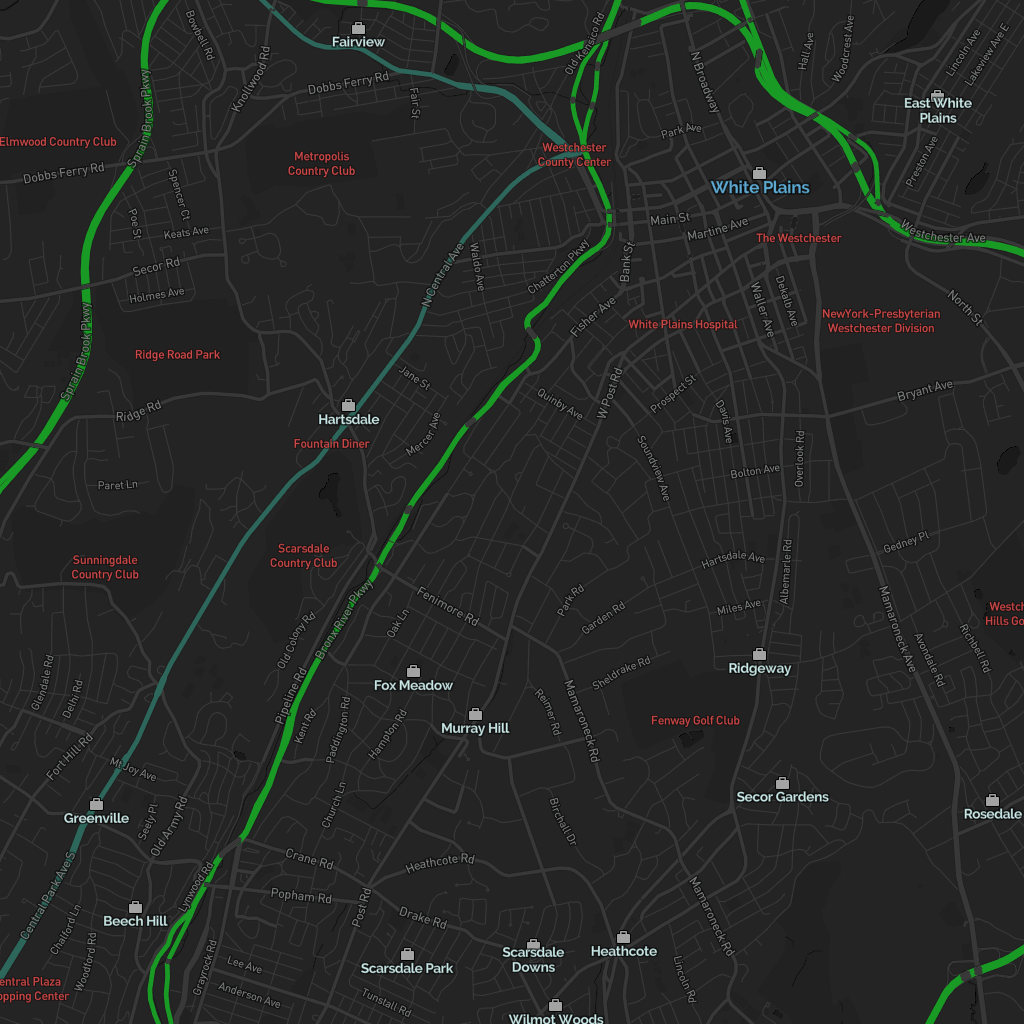 Bowbell Rd
Fairview
Old Kensico Rd
Hall Ave
Woodcrest Ave
Lincoln Ave
Lakeview Ave E
Knollwood Rd
Dobbs Ferry Rd
Fair St
N Broadway
East White
Plains
Sprain Brook Pkwy
Elmwood Country Club
Metropolis
Country Club
Westchester
County Center
Park Ave
Preston Ave
Dobbs Ferry Rd
Spencer Ct
White Plains
Poe St
Keats Ave
Main St
Martine Ave
The Westchester
Westchester Ave
Secor Rd
Holmes Ave
N Central Ave
Waldo Ave
Chatterton Pkwy
Bank St
Waller Ave
Dekalb Ave
North St
Sprain Brook Pkwy
Fisher Ave
White Plains Hospital
NewYork-Presbyterian
Westchester Division
Ridge Road Park
Jane St
Quinby Ave
W Post Rd
Prospect St
Bryant Ave
Ridge Rd
Hartsdale
Mercer Ave
Davis Ave
Fountain Diner
Soundview Ave
Bolton Ave
Overlook Rd
Paret Ln
Sunningdale
Country Club
Scarsdale
Country Club
Hartsdale Ave
Albemarle Rd
Gedney Pl
Bronx River Pkwy
Fenimore Rd
Park Rd
Garden Rd
Miles Ave
Mamaroneck Ave
Westch
Hills Go
Old Colony Rd
Oak Ln
Avondale Rd
Richbell Rd
Glendale Rd
Delhi Rd
Pipeline Rd
Fox Meadow
Sheldrake Rd
Ridgeway
Kent Rd
Paddington Rd
Hampton Rd
Murray Hill
Reimer Rd
Mamaroneck Rd
Fenway Golf Club
Fort Hill Rd
Mt Joy Ave
Secor Gardens
Greenville
Seely Pl
Old Army Rd
Church Ln
Birchall Dr
Rosedale
Central Park Ave S
Lynwood Rd
Crane Rd
Heathcote Rd
Popham Rd
Post Rd
Drake Rd
Mamaroneck Rd
Beech Hill
Chalford Ln
Woodford Rd
Grayrock Rd
Lee Ave
Anderson Ave
Scarsdale Park
Tunstall Rd
Scarsdale
Downs
Heathcote
Lincoln Rd
entral Plaza
opping Center
Wilmot Woods